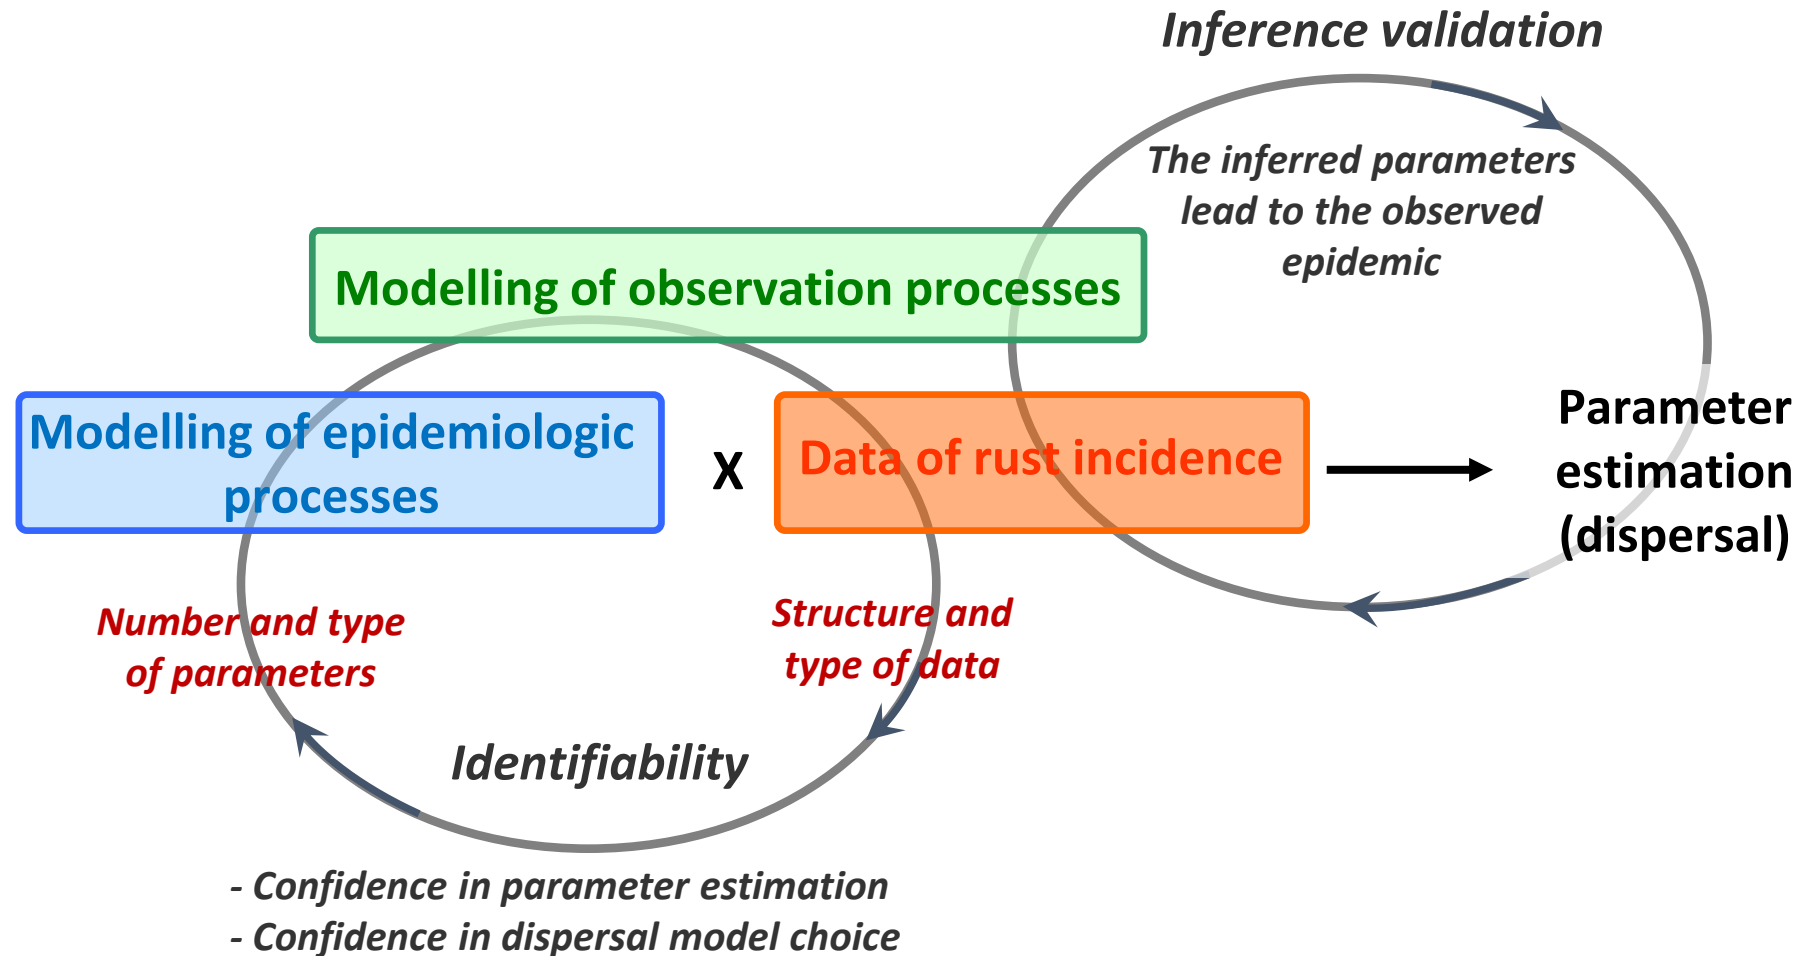 Inference validation
The inferred parameters
lead to the observed
epidemic
Modelling of observation processes
Modelling of epidemiologic
processes
X
Data of rust incidence
Parameter
estimation
(dispersal)
Number and type
of parameters
Structure and
type of data
Identifiability
- Confidence in parameter estimation
- Confidence in dispersal model choice